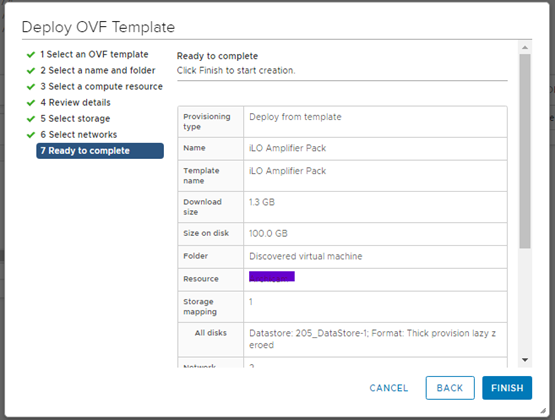 Deploy OVF Template
1 Select an OVF template
2 Select a name and folder
3 Select a compute resource
4 Review details
5 Select storage
6 Select networks
7 Ready to complete
Ready to complete
Click Finish to start creation.
Provisioning type Deploy from template
Name iLO Amplifier Pack
Template name iLO Amplifier Pack
Download size 1.3 GB
Size on disk 100.0 GB
Folder Discovered virtual machine
Resource
Storage mapping 1
All disks Datastore: 205_DataStore-1; Format: Thick provision lazy z
eroed
Network 2
CANCEL BACK FINISH